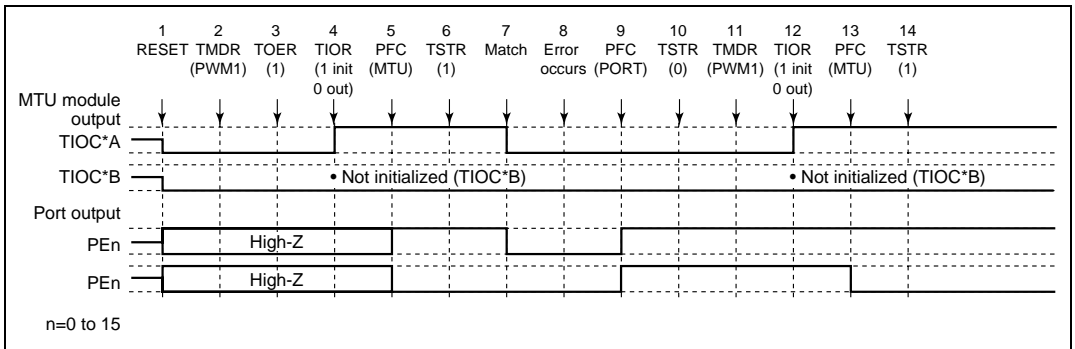 1 2 3 4 5 6 7 8 9 10 11 12 13 14
RESET TMDR TOER TIOR PFC TSTR Match Error PFC TSTR TMDR TIOR PFC TSTR
(PWM1) (1) (1 init (MTU) (1) occurs (PORT) (0) (PWM1) (1 init (MTU) (1)
0 out) 0 out)
MTU module
output
TIOC*A
TIOC*B
• Not initialized (TIOC*B) • Not initialized (TIOC*B)
Port output
PEn High-Z
PEn High-Z
n=0 to 15